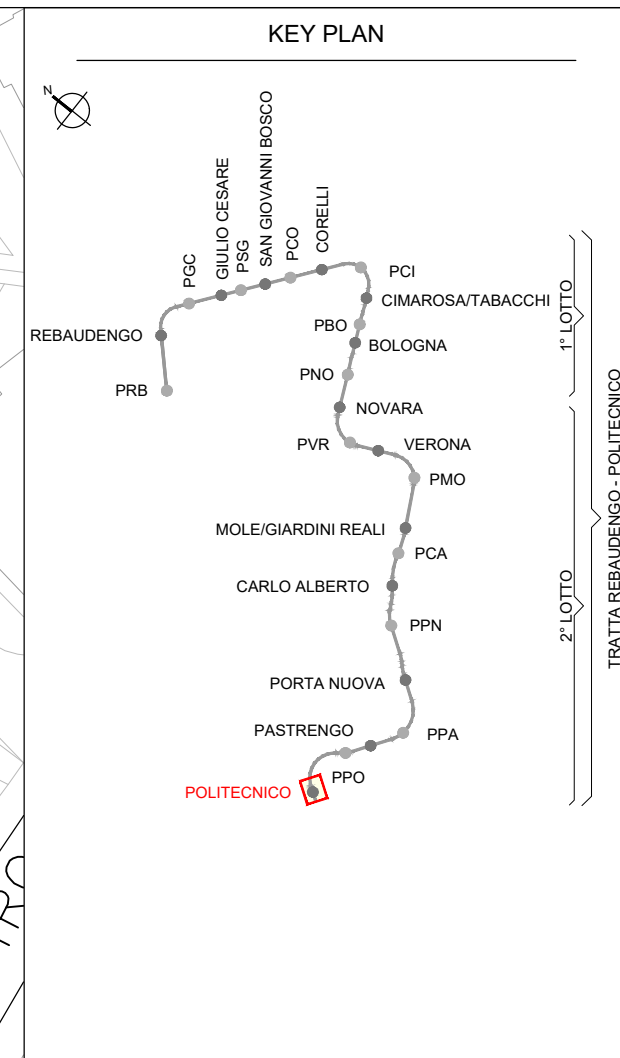 KEY PLAN
N
PGC
GIULIO CESARE
PSG
SAN GIOVANNI BOSCO
PCO
CORELLI
PCI
CIMAROSA/TABACCHI
REBAUDENGO
PBO
BOLOGNA
PRB
PNO
NOVARA
PVR
VERONA
PMO
MOLE/GIARDINI REALI
PCA
CARLO ALBERTO
PPN
PORTA NUOVA
PASTRENGO
PPA
PPO
POLITECNICO
1° LOTTO
2° LOTTO
TRATTA REBAUDENGO - POLITECNICO